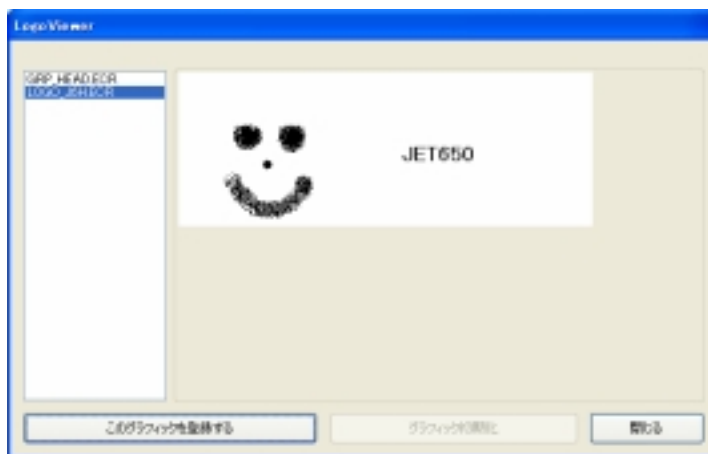 LogoViewer
GRP_HEAD.ECR
LOGO_J5H.ECR
JET650
このグラフィックを登録する
グラフィック初期化
閉じる